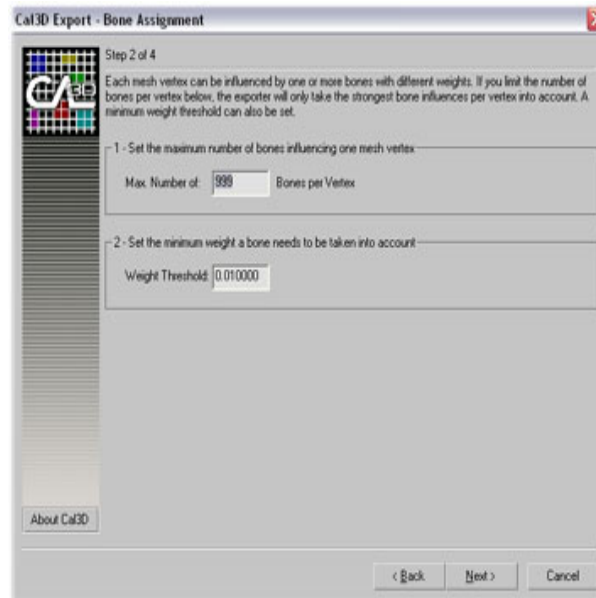 Cal3D Export - Bone Assignment
Step 2 of 4
Each mesh vertex can be influenced by one or more bones with different weights. If you limit the number of
bones per vertex below, the exporter will only take the strongest bone influences per vertex into account. A
minimum weight threshold can also be set.
1 - Set the maximum number of bones influencing one mesh vertex
Max. Number of: 999 Bones per Vertex
2 - Set the minimum weight a bone needs to be taken into account
Weight Threshold: 0.010000
CA3D
About Cal3D
< Back Next > Cancel